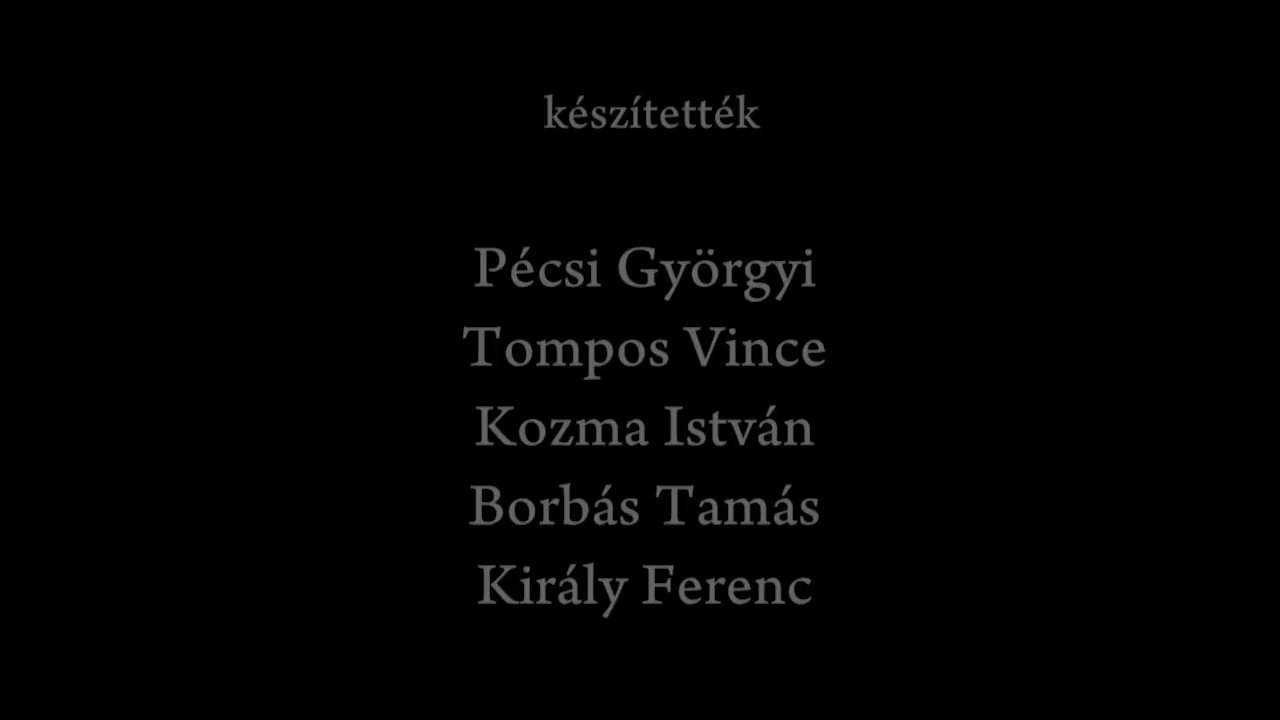 készítették
Pécsi Györgyi
Tompos Vince
Kozma István
Borbás Tamás
Király Ferenc